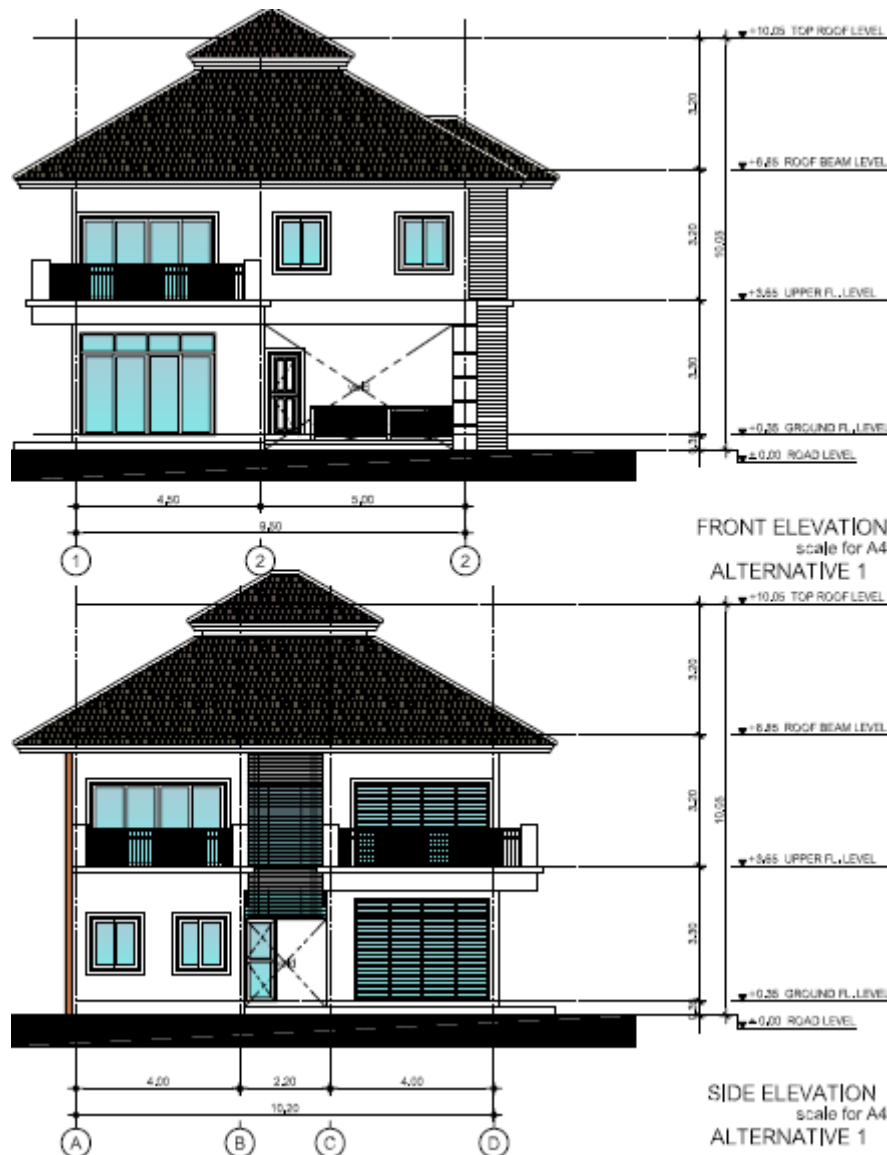 +10.05 TOP ROOF LEVEL
3.20
+6.85 ROOF BEAM LEVEL
3.20
10.05
+3.65 UPPER FL. LEVEL
3.30
+0.35 GROUND FL. LEVEL
0.35
±0.00 ROAD LEVEL
4.50 5.00
9.50
1 2 2
FRONT ELEVATION
scale for A4
ALTERNATIVE 1
+10.05 TOP ROOF LEVEL
3.20
+6.85 ROOF BEAM LEVEL
3.20
10.05
+3.65 UPPER FL. LEVEL
3.30
+0.35 GROUND FL. LEVEL
0.35
±0.00 ROAD LEVEL
4.00 2.20 4.00
10.20
A B C D
SIDE ELEVATION
scale for A4
ALTERNATIVE 1